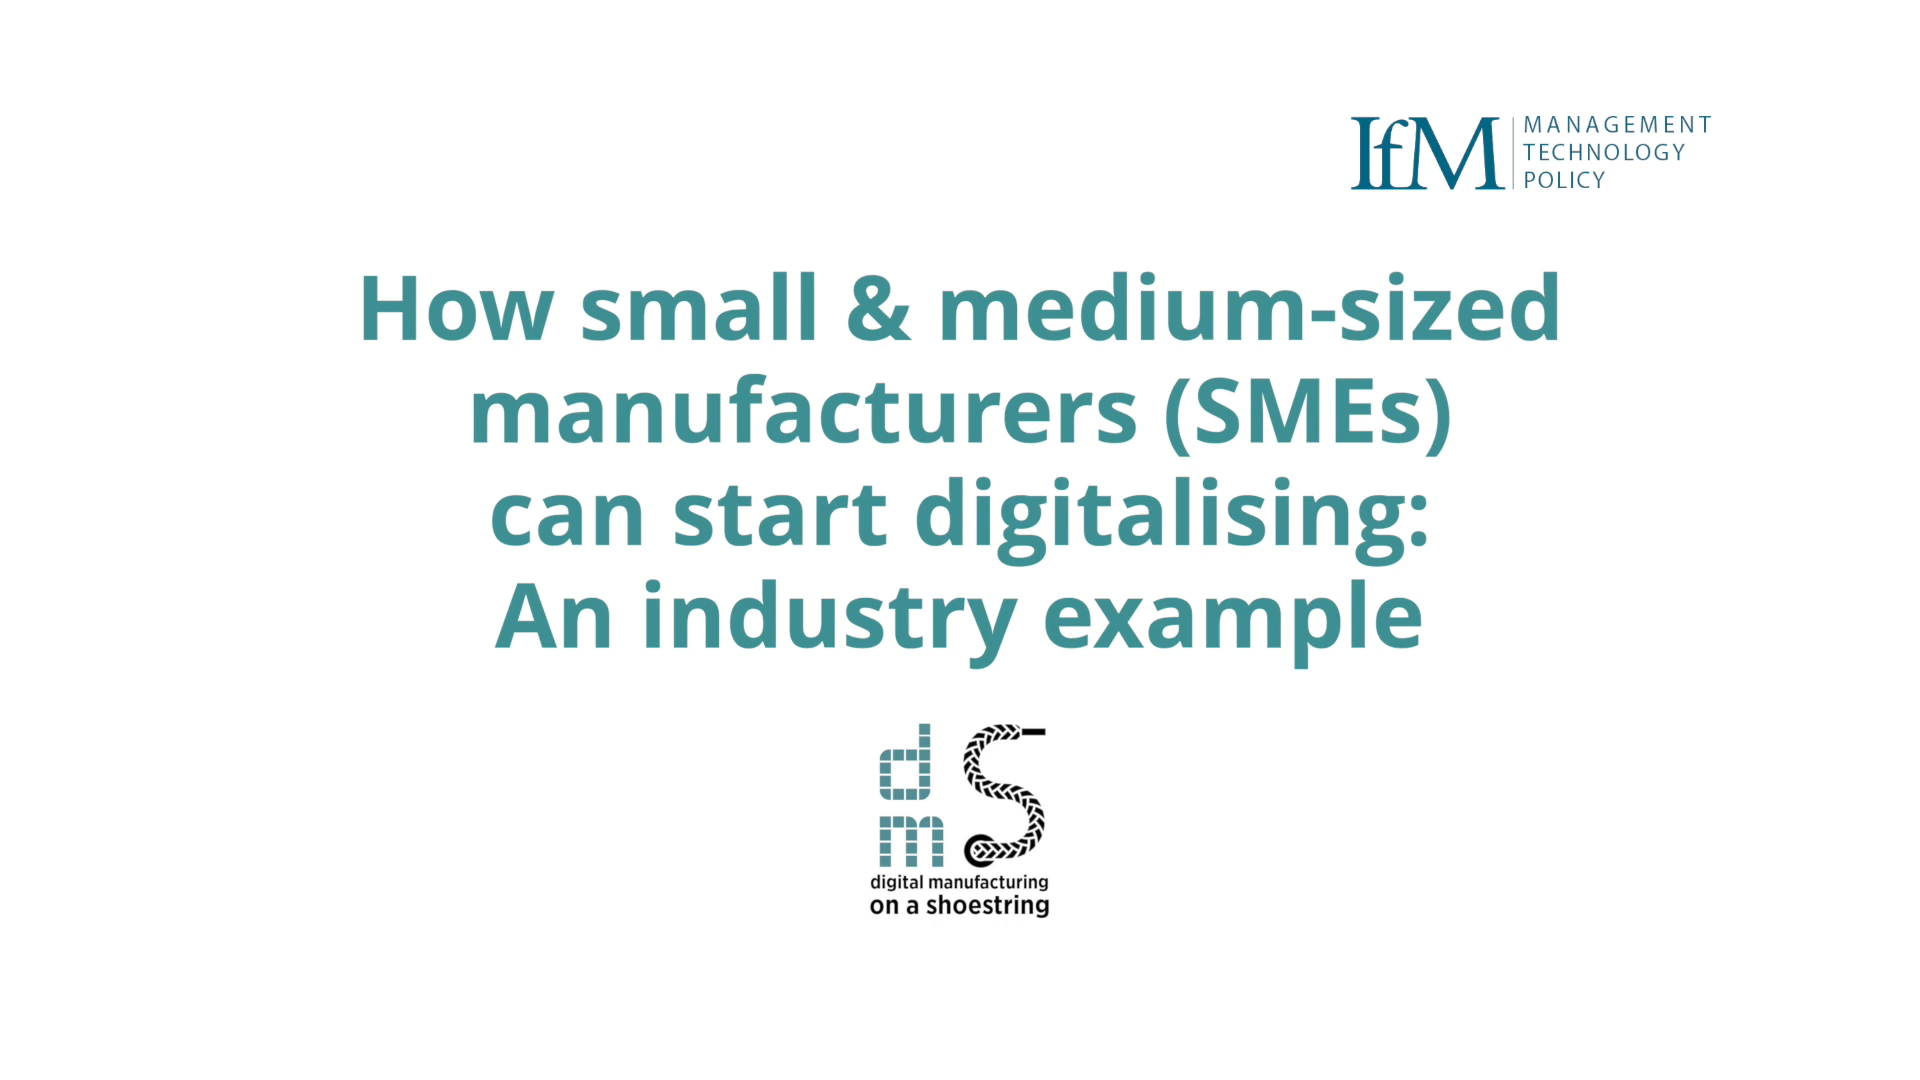 IfM
MANAGEMENT
TECHNOLOGY
POLICY
How small & medium-sized
manufacturers (SMEs)
can start digitalising:
An industry example
d S
m
digital manufacturing
on a shoestring